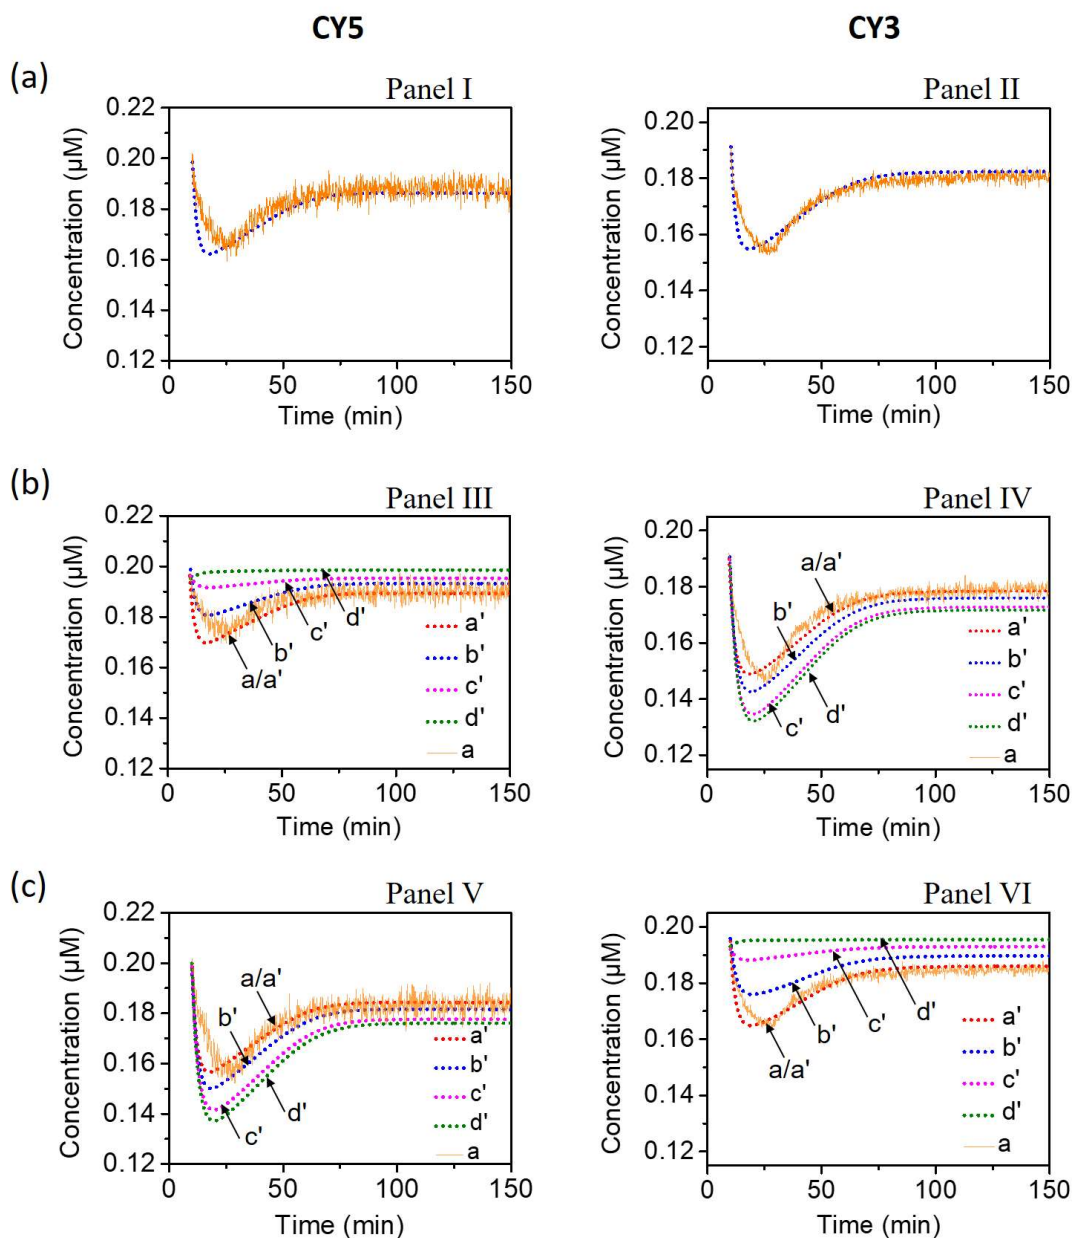 CY5
CY3
(a)
Panel I
Panel II
Concentration (µM)
0.22
0.20
0.18
0.16
0.14
0.12
0
50
100
150
Time (min)
Concentration (µM)
0.20
0.18
0.16
0.14
0.12
0
50
100
150
Time (min)
(b)
Panel III
Panel IV
Concentration (µM)
0.22
0.20
0.18
0.16
0.14
0.12
d'
c'
b'
a/a'
a'
b'
c'
d'
a
0
50
100
150
Time (min)
Concentration (µM)
0.20
0.18
0.16
0.14
0.12
a/a'
b'
c'
d'
a'
b'
c'
d'
a
0
50
100
150
Time (min)
(c)
Panel V
Panel VI
Concentration (µM)
0.22
0.20
0.18
0.16
0.14
0.12
a/a'
b'
c'
d'
a'
b'
c'
d'
a
0
50
100
150
Time (min)
Concentration (µM)
0.20
0.18
0.16
0.14
0.12
d'
c'
b'
a/a'
a'
b'
c'
d'
a
0
50
100
150
Time (min)